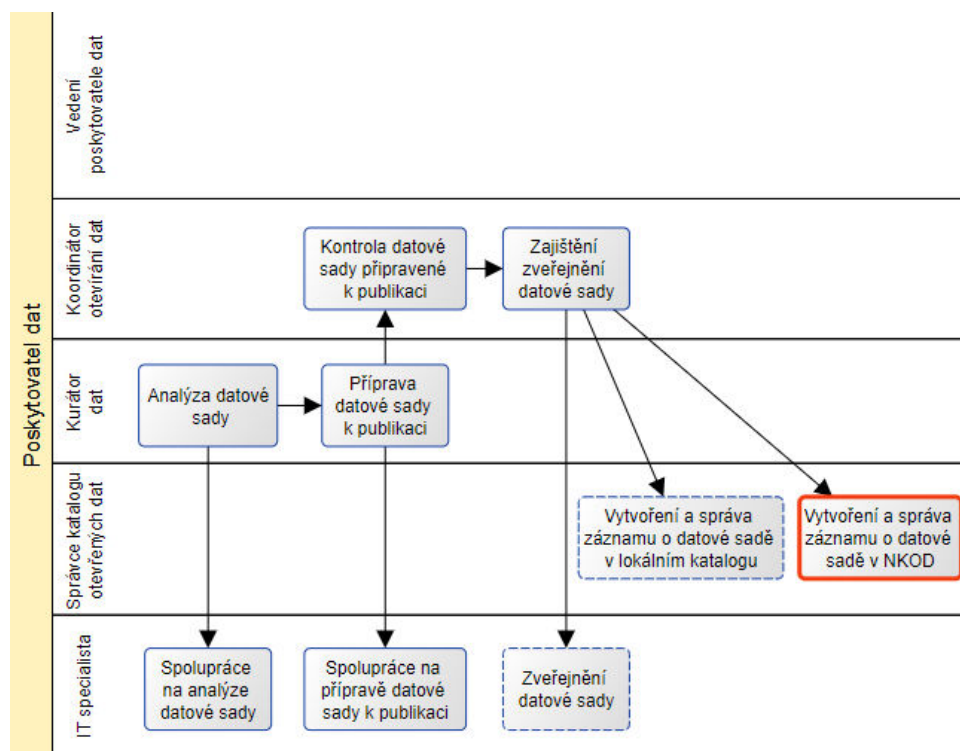 Poskytovatel dat
Vedení
poskytovatele dat
Koordinátor
otevírání dat
Kontrola datové
sady připravené
k publikaci
Zajištění
zveřejnění
datové sady
Kurátor
dat
Analýza datové
sady
Příprava
datové sady
k publikaci
Správce katalogu
otevřených dat
Vytvoření a správa
záznamu o datové sadě
v lokálním katalogu
Vytvoření a správa
záznamu o datové
sadě v NKOD
IT specialista
Spolupráce
na analýze
datové sady
Spolupráce na
přípravě datové
sady k publikaci
Zveřejnění
datové sady